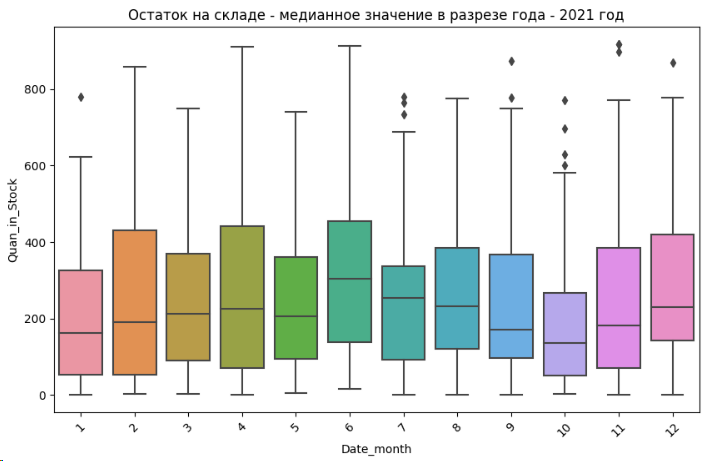 Остаток на складе - медианное значение в разрезе года - 2021 год
Quan_in_Stock
800
600
400
200
0
1 2 3 4 5 6 7 8 9 10 11 12
Date_month